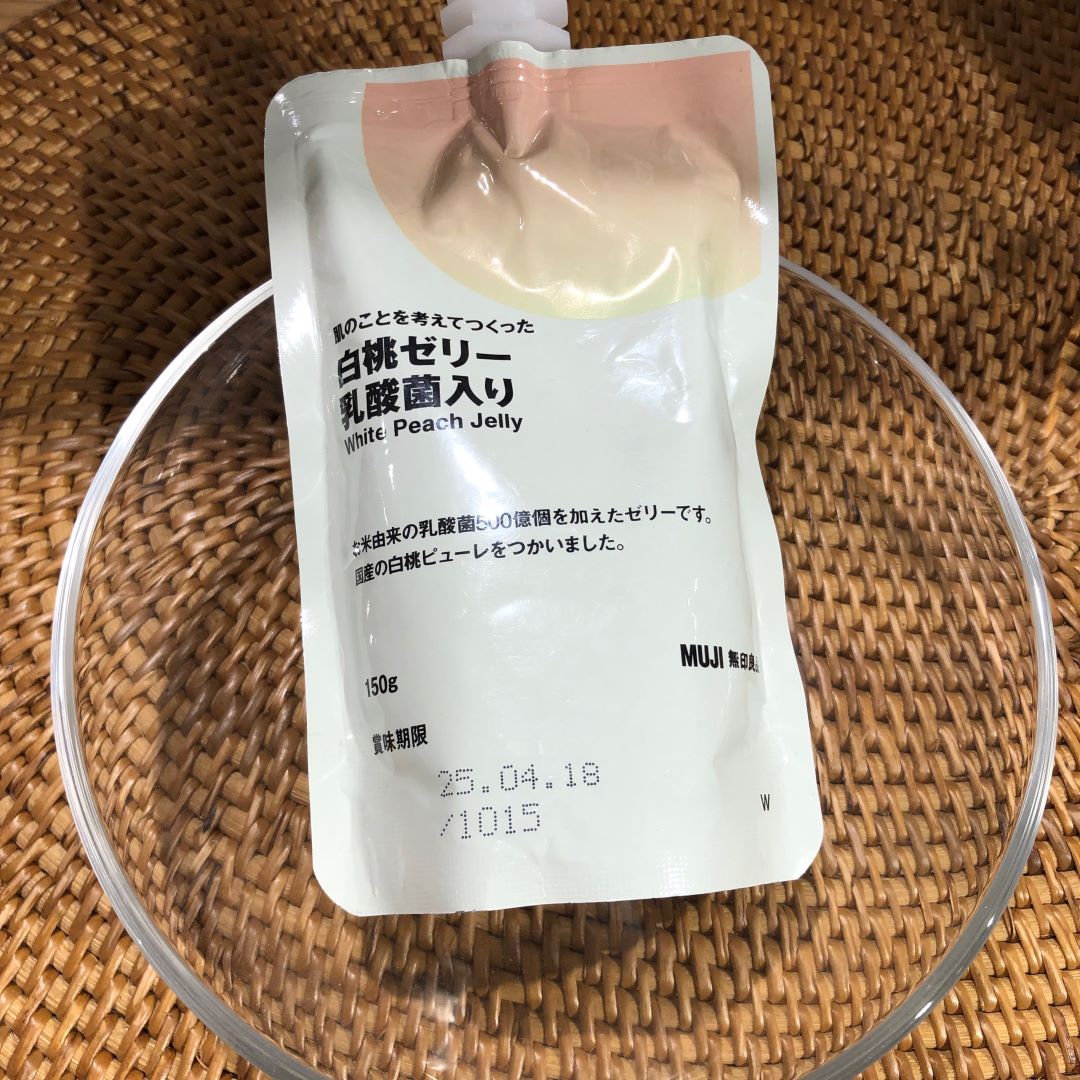 肌のことを考えてつくった
白桃ゼリー
乳酸菌入り
White Peach Jelly
お米由来の乳酸菌500億個を加えたゼリーです。
国産の白桃ピューレをつかいました。
MUJI 無印良品
150g
賞味期限
25.04.18
/1015
W